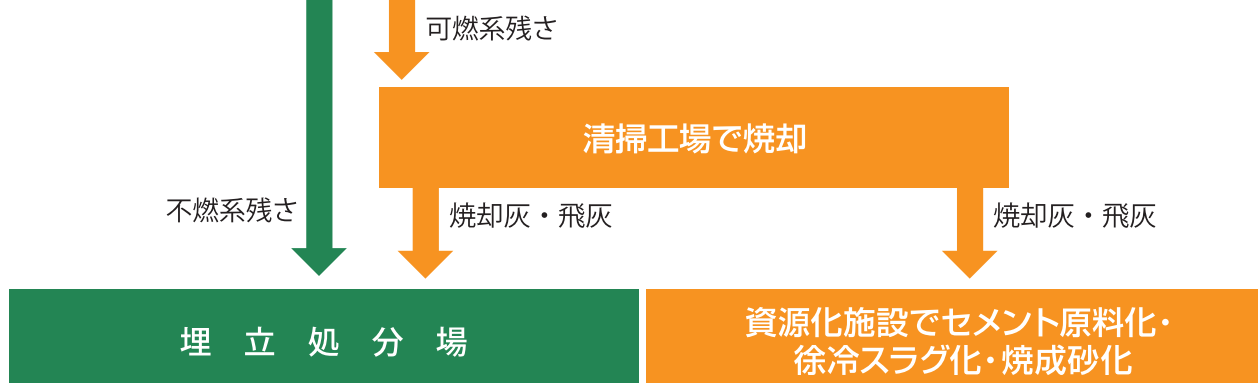 可燃系残さ
清掃工場で焼却
不燃系残さ
焼却灰・飛灰
焼却灰・飛灰
埋立処分場
資源化施設でセメント原料化・
徐冷スラグ化・焼成砂化